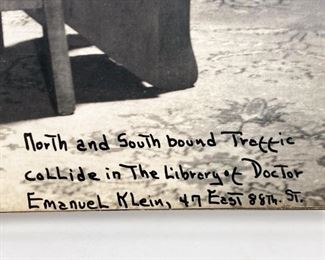 North and South bound Traffic
collide in The Library of Doctor
Emanuel Klein, 47 East 88th. St.